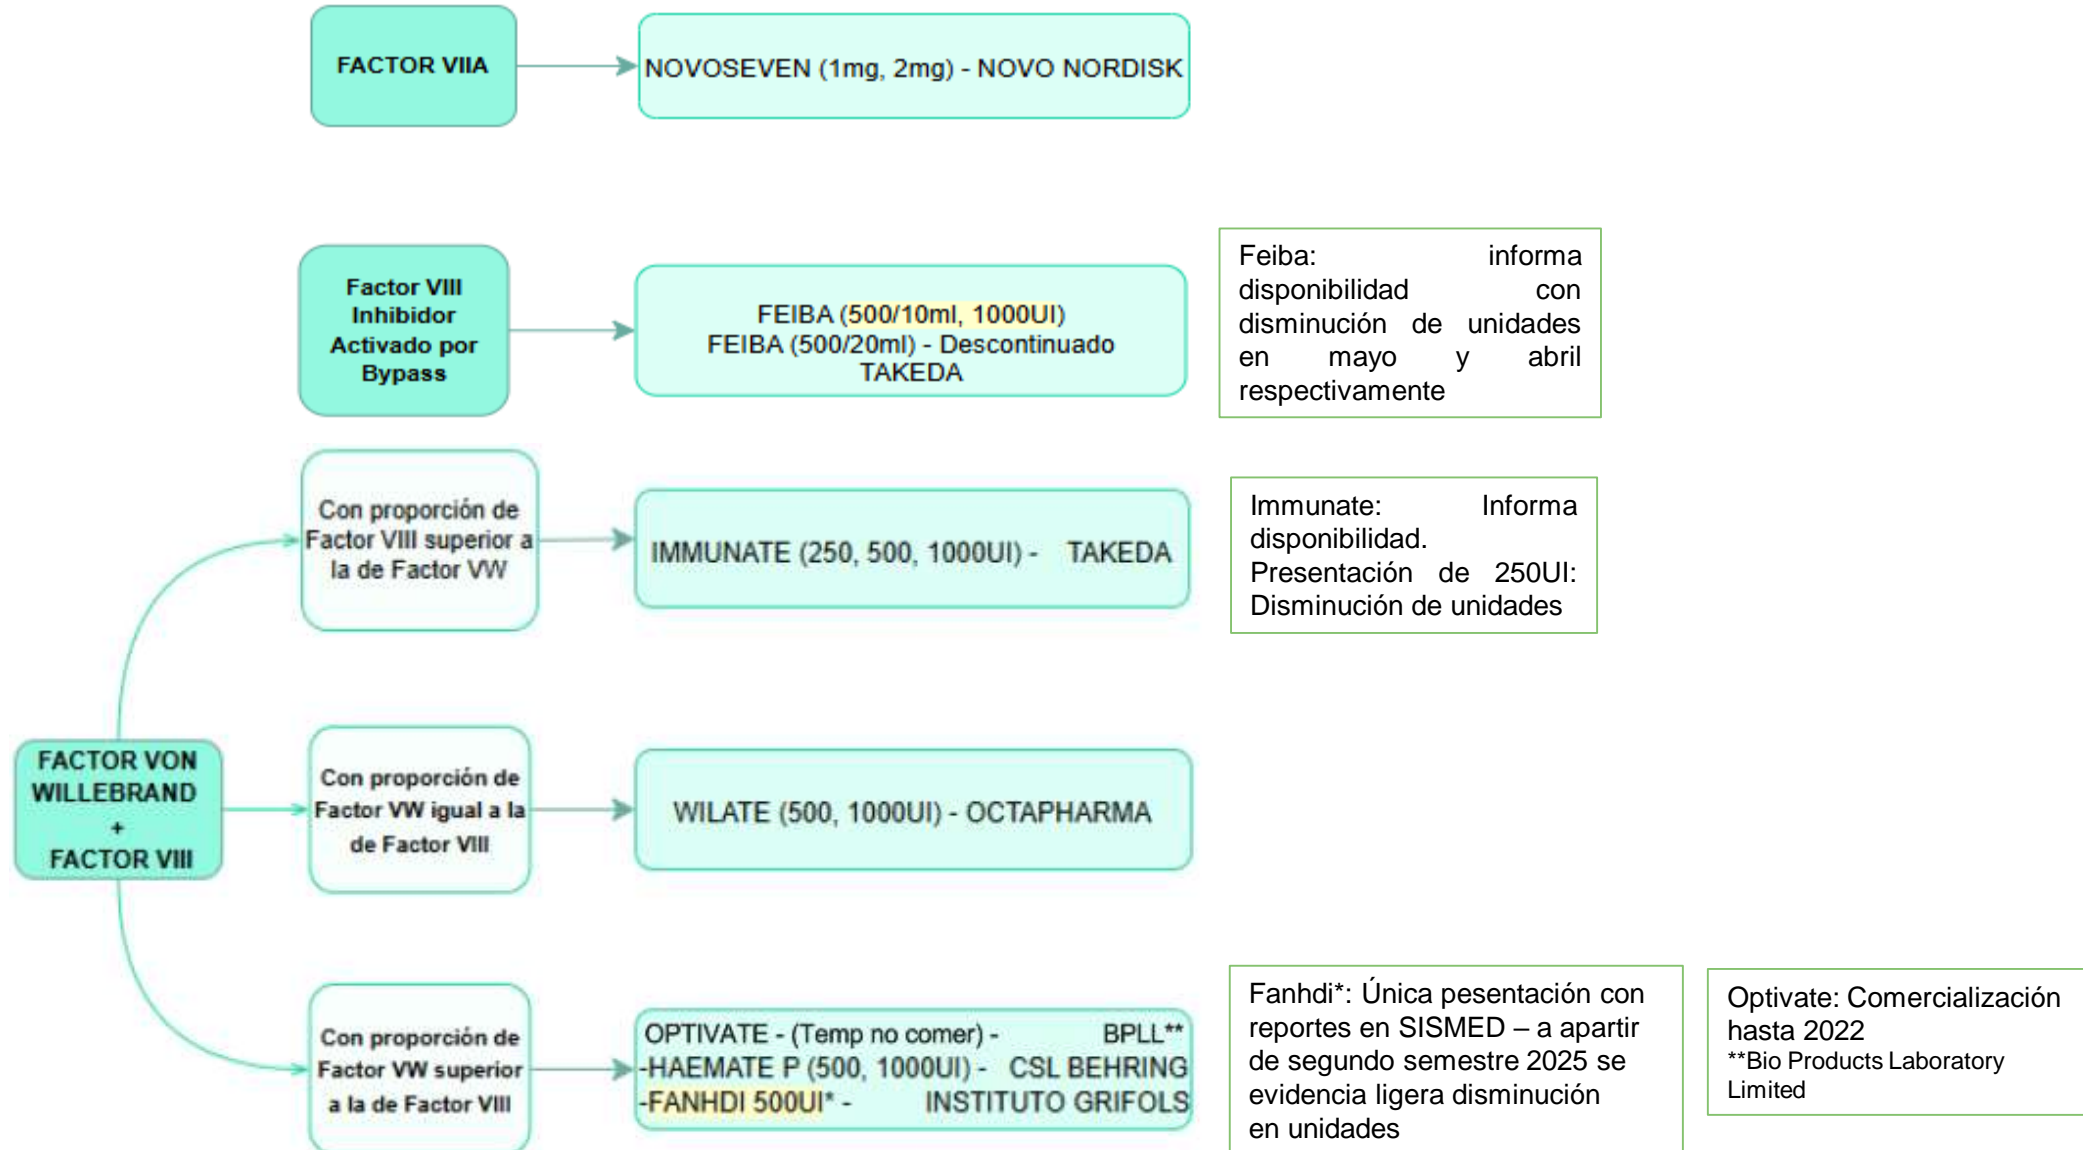 FACTOR VIIA
NOVOSEVEN (1mg, 2mg) - NOVO NORDISK
Factor VIII
Inhibidor
Activado por
Bypass
FEIBA (500/10ml, 1000UI)
FEIBA (500/20ml) - Descontinuado
TAKEDA
Feiba: informa
disponibilidad con
disminución de unidades
en mayo y abril
respectivamente
Con proporción de
Factor VIII superior a
la de Factor VW
IMMUNATE (250, 500, 1000UI) - TAKEDA
Immunate: Informa
disponibilidad.
Presentación de 250UI:
Disminución de unidades
FACTOR VON
WILLEBRAND
+
FACTOR VIII
Con proporción de
Factor VW igual a la
de Factor VIII
WILATE (500, 1000UI) - OCTAPHARMA
Con proporción de
Factor VW superior
a la de Factor VIII
OPTIVATE - (Temp no comer) - BPLL**
-HAEMATE P (500, 1000UI) - CSL BEHRING
-FANHDI 500UI* - INSTITUTO GRIFOLS
Fanhdi*: Única pesentación con
reportes en SISMED – a apartir
de segundo semestre 2025 se
evidencia ligera disminución
en unidades
Optivate: Comercialización
hasta 2022
**Bio Products Laboratory
Limited